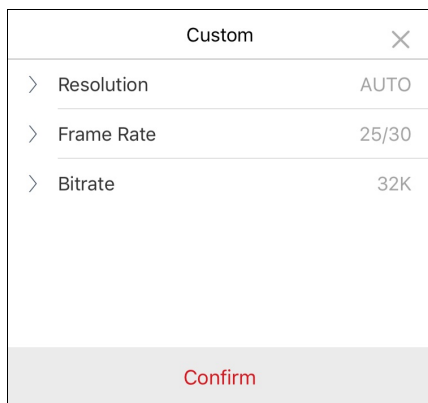 Custom
Resolution AUTO
Frame Rate 25/30
Bitrate 32K
Confirm